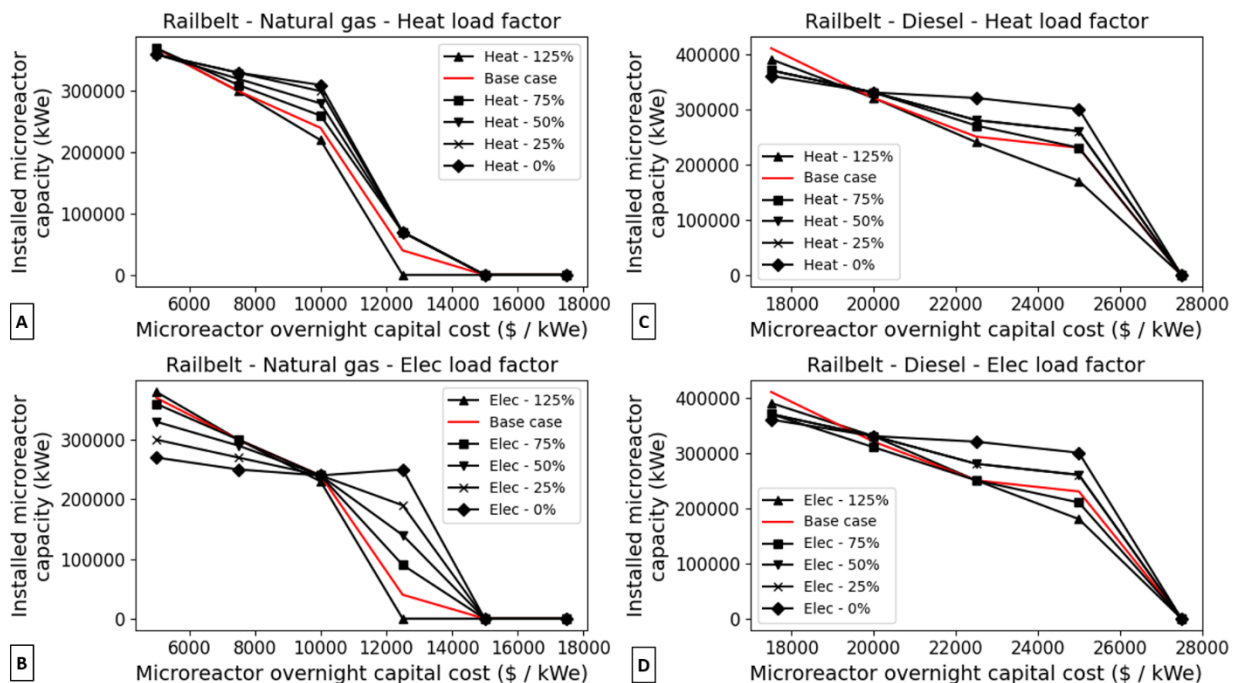 Railbelt - Natural gas - Heat load factor
Installed microreactor
capacity (kWe)
300000
200000
100000
0
Heat - 125%
Base case
Heat - 75%
Heat - 50%
Heat - 25%
Heat - 0%
6000 8000 10000 12000 14000 16000 18000
Microreactor overnight capital cost ($ / kWe)
A
Railbelt - Diesel - Heat load factor
Installed microreactor
capacity (kWe)
400000
300000
200000
100000
0
Heat - 125%
Base case
Heat - 75%
Heat - 50%
Heat - 25%
Heat - 0%
18000 20000 22000 24000 26000 28000
Microreactor overnight capital cost ($ / kWe)
C
Railbelt - Natural gas - Elec load factor
Installed microreactor
capacity (kWe)
300000
200000
100000
0
Elec - 125%
Base case
Elec - 75%
Elec - 50%
Elec - 25%
Elec - 0%
6000 8000 10000 12000 14000 16000 18000
Microreactor overnight capital cost ($ / kWe)
B
Railbelt - Diesel - Elec load factor
Installed microreactor
capacity (kWe)
400000
300000
200000
100000
0
Elec - 125%
Base case
Elec - 75%
Elec - 50%
Elec - 25%
Elec - 0%
18000 20000 22000 24000 26000 28000
Microreactor overnight capital cost ($ / kWe)
D